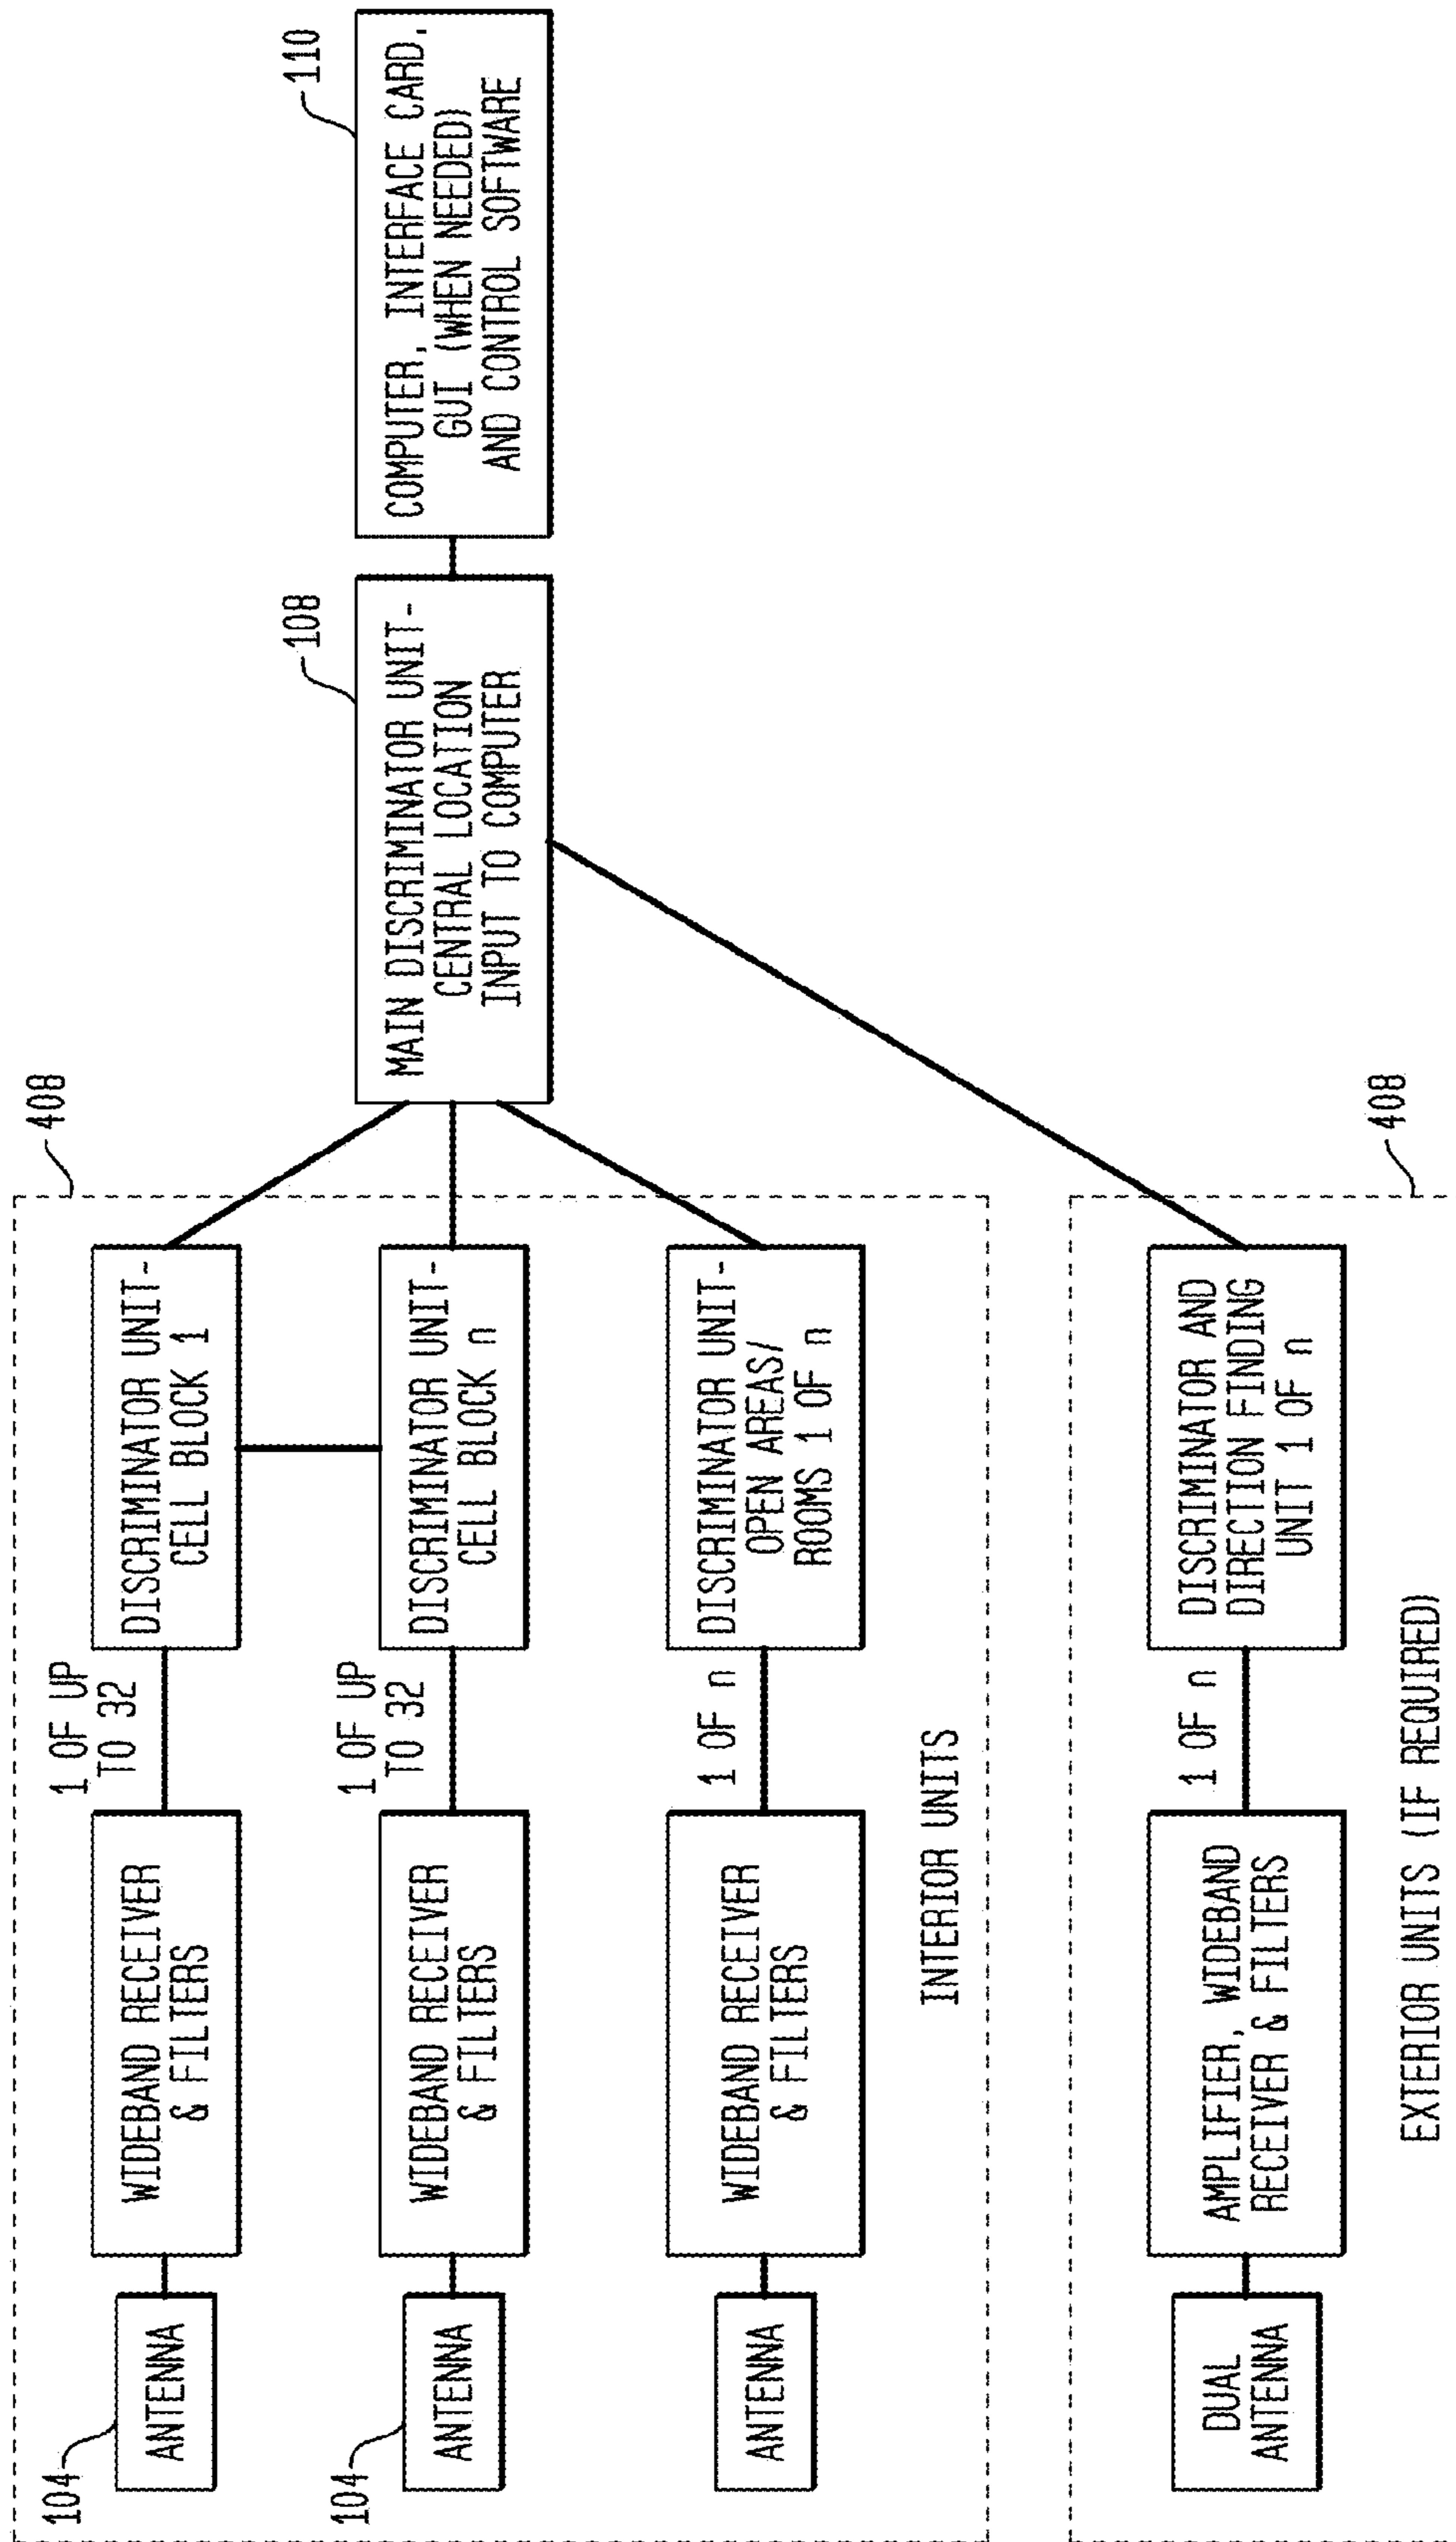 408
104
ANTENNA
WIDEBAND RECEIVER
& FILTERS
1 OF UP
TO 32
DISCRIMINATOR UNIT-
CELL BLOCK 1
104
ANTENNA
WIDEBAND RECEIVER
& FILTERS
1 OF UP
TO 32
DISCRIMINATOR UNIT-
CELL BLOCK n
108
MAIN DISCRIMINATOR UNIT-
CENTRAL LOCATION
INPUT TO COMPUTER
110
COMPUTER, INTERFACE CARD,
GUI (WHEN NEEDED)
AND CONTROL SOFTWARE
ANTENNA
WIDEBAND RECEIVER
& FILTERS
1 OF n
DISCRIMINATOR UNIT-
OPEN AREAS/
ROOMS 1 OF n
INTERIOR UNITS
DUAL
ANTENNA
AMPLIFIER, WIDEBAND
RECEIVER & FILTERS
1 OF n
DISCRIMINATOR AND
DIRECTION FINDING
UNIT 1 OF n
408
EXTERIOR UNITS (IF REQUIRED)